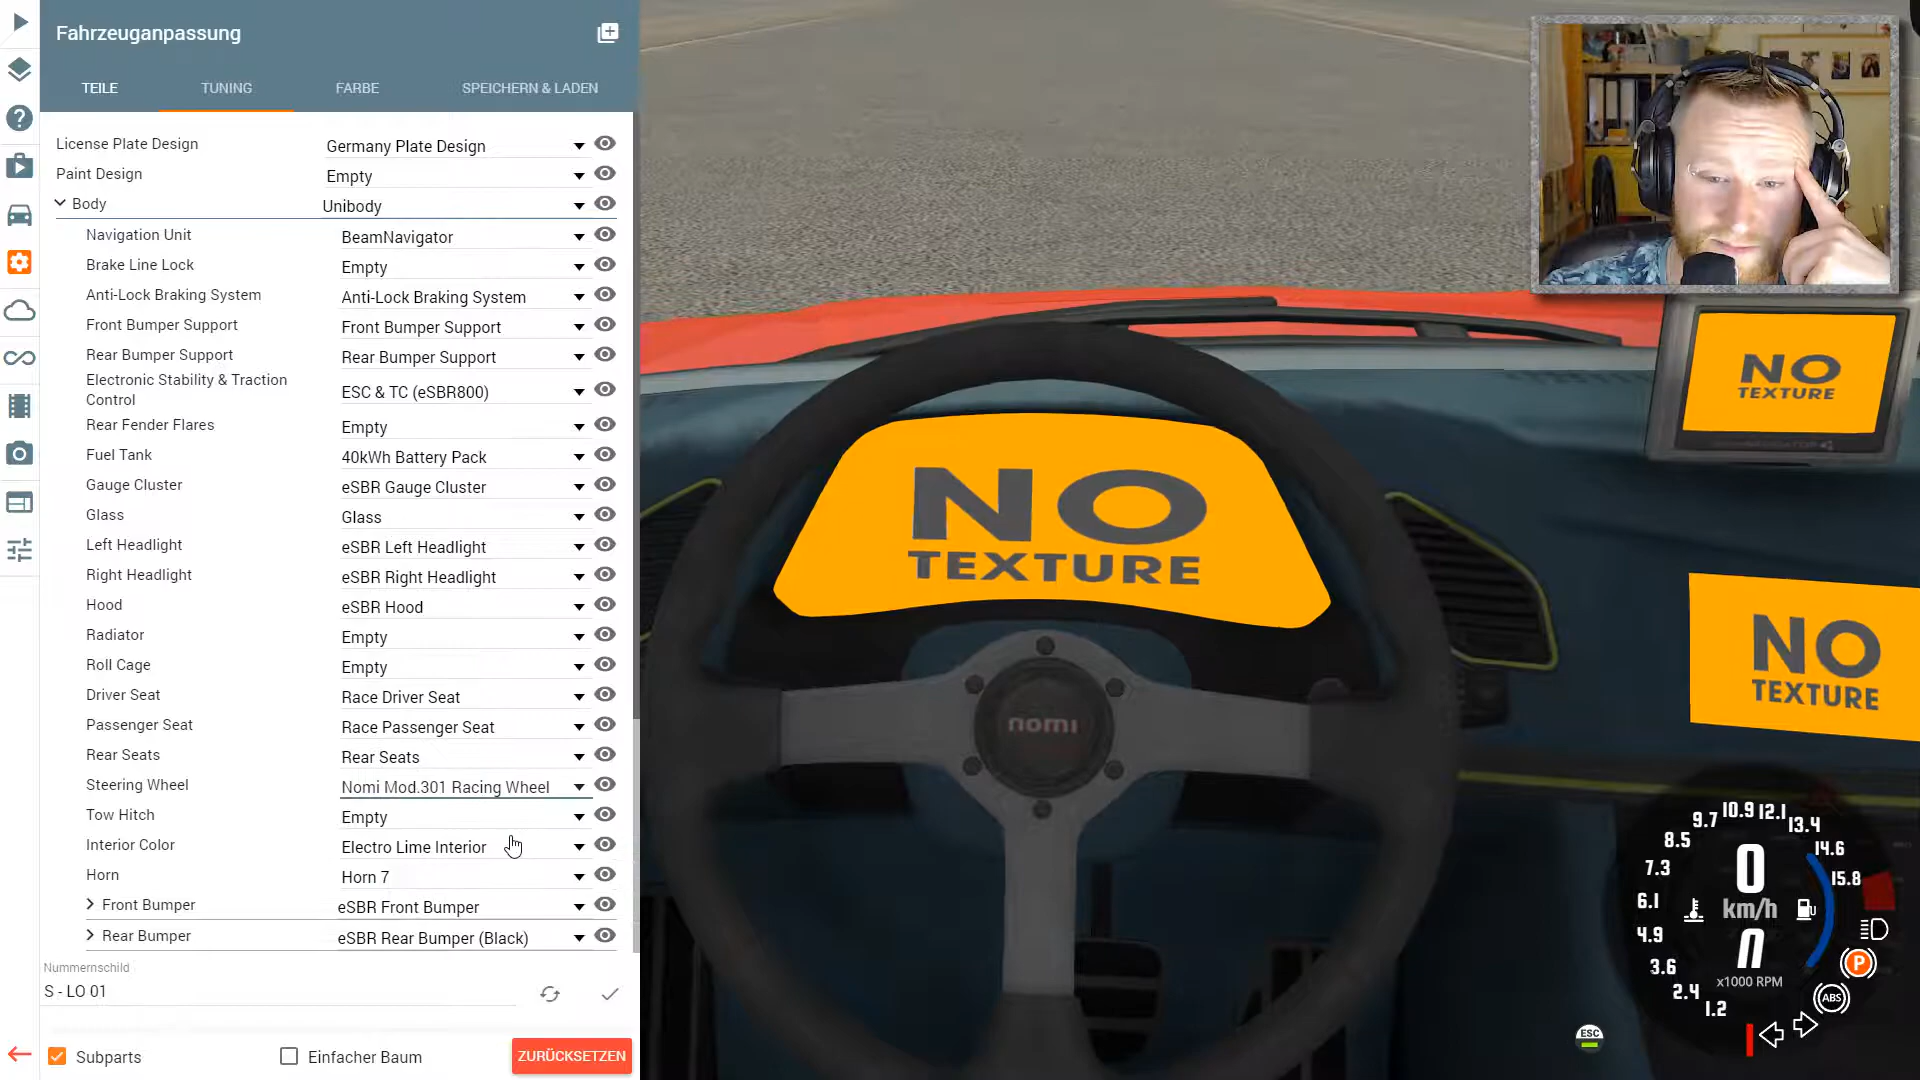 Fahrzeuganpassung
TEILE TUNING FARBE SPEICHERN & LADEN
License Plate Design Germany Plate Design
Paint Design Empty
Body Unibody
Navigation Unit BeamNavigator
Brake Line Lock Empty
Anti-Lock Braking System Anti-Lock Braking System
Front Bumper Support Front Bumper Support
Rear Bumper Support Rear Bumper Support
Electronic Stability & Traction
Control ESC & TC (eSBR800)
Rear Fender Flares Empty
Fuel Tank 40kWh Battery Pack
Gauge Cluster eSBR Gauge Cluster
Glass Glass
Left Headlight eSBR Left Headlight
Right Headlight eSBR Right Headlight
Hood eSBR Hood
Radiator Empty
Roll Cage Empty
Driver Seat Race Driver Seat
Passenger Seat Race Passenger Seat
Rear Seats Rear Seats
Steering Wheel Nomi Mod.301 Racing Wheel
Tow Hitch Empty
Interior Color Electro Lime Interior
Horn Horn 7
Front Bumper eSBR Front Bumper
Rear Bumper eSBR Rear Bumper (Black)
Nummernschild
S - LO 01
Subparts Einfacher Baum ZURÜCKSETZEN
NO
TEXTURE
NO
TEXTURE
NO
TEXTURE
nomi
1.2
2.4
3.6
4.9
6.1
7.3
8.5
9.7
10.9
12.1
13.4
14.6
15.8
0
km/h
n
x1000 RPM
P
ABS
ESC